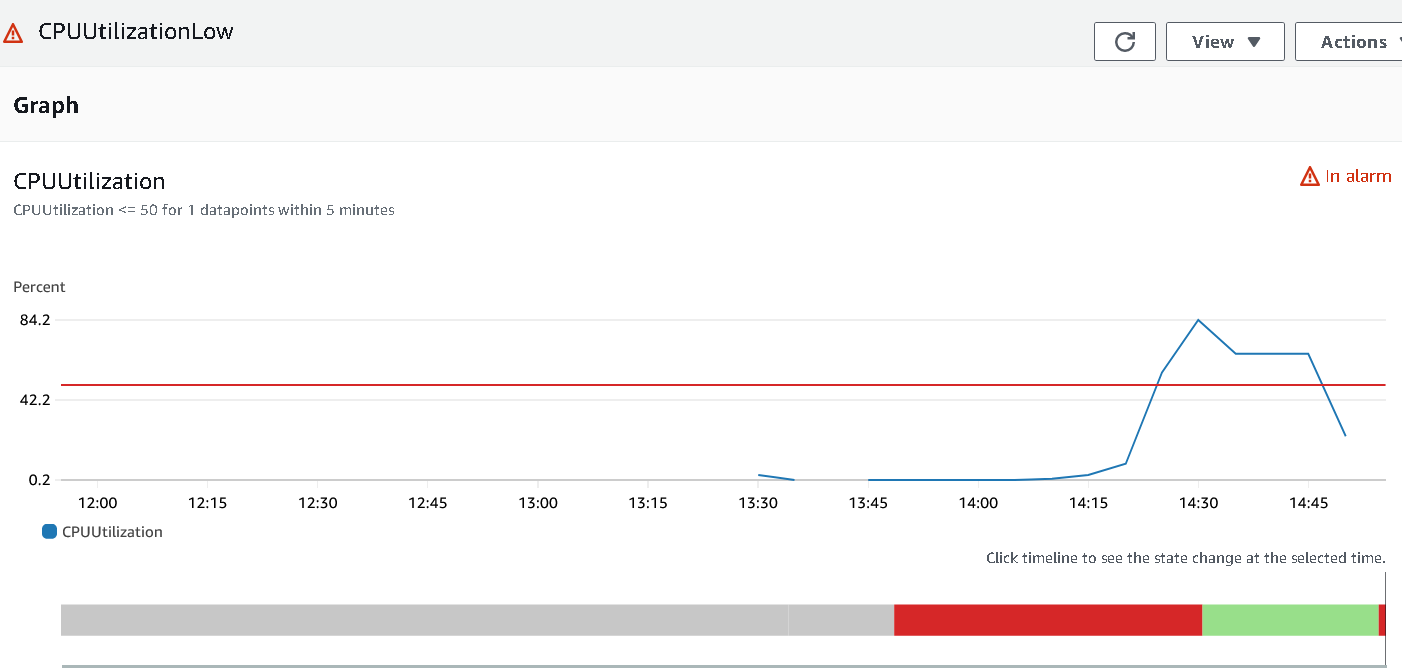 CPUUtilizationLow
View
Actions
Graph
CPUUtilization
In alarm
CPUUtilization <= 50 for 1 datapoints within 5 minutes
Percent
84.2
42.2
0.2
12:00 12:15 12:30 12:45 13:00 13:15 13:30 13:45 14:00 14:15 14:30 14:45
CPUUtilization
Click timeline to see the state change at the selected time.